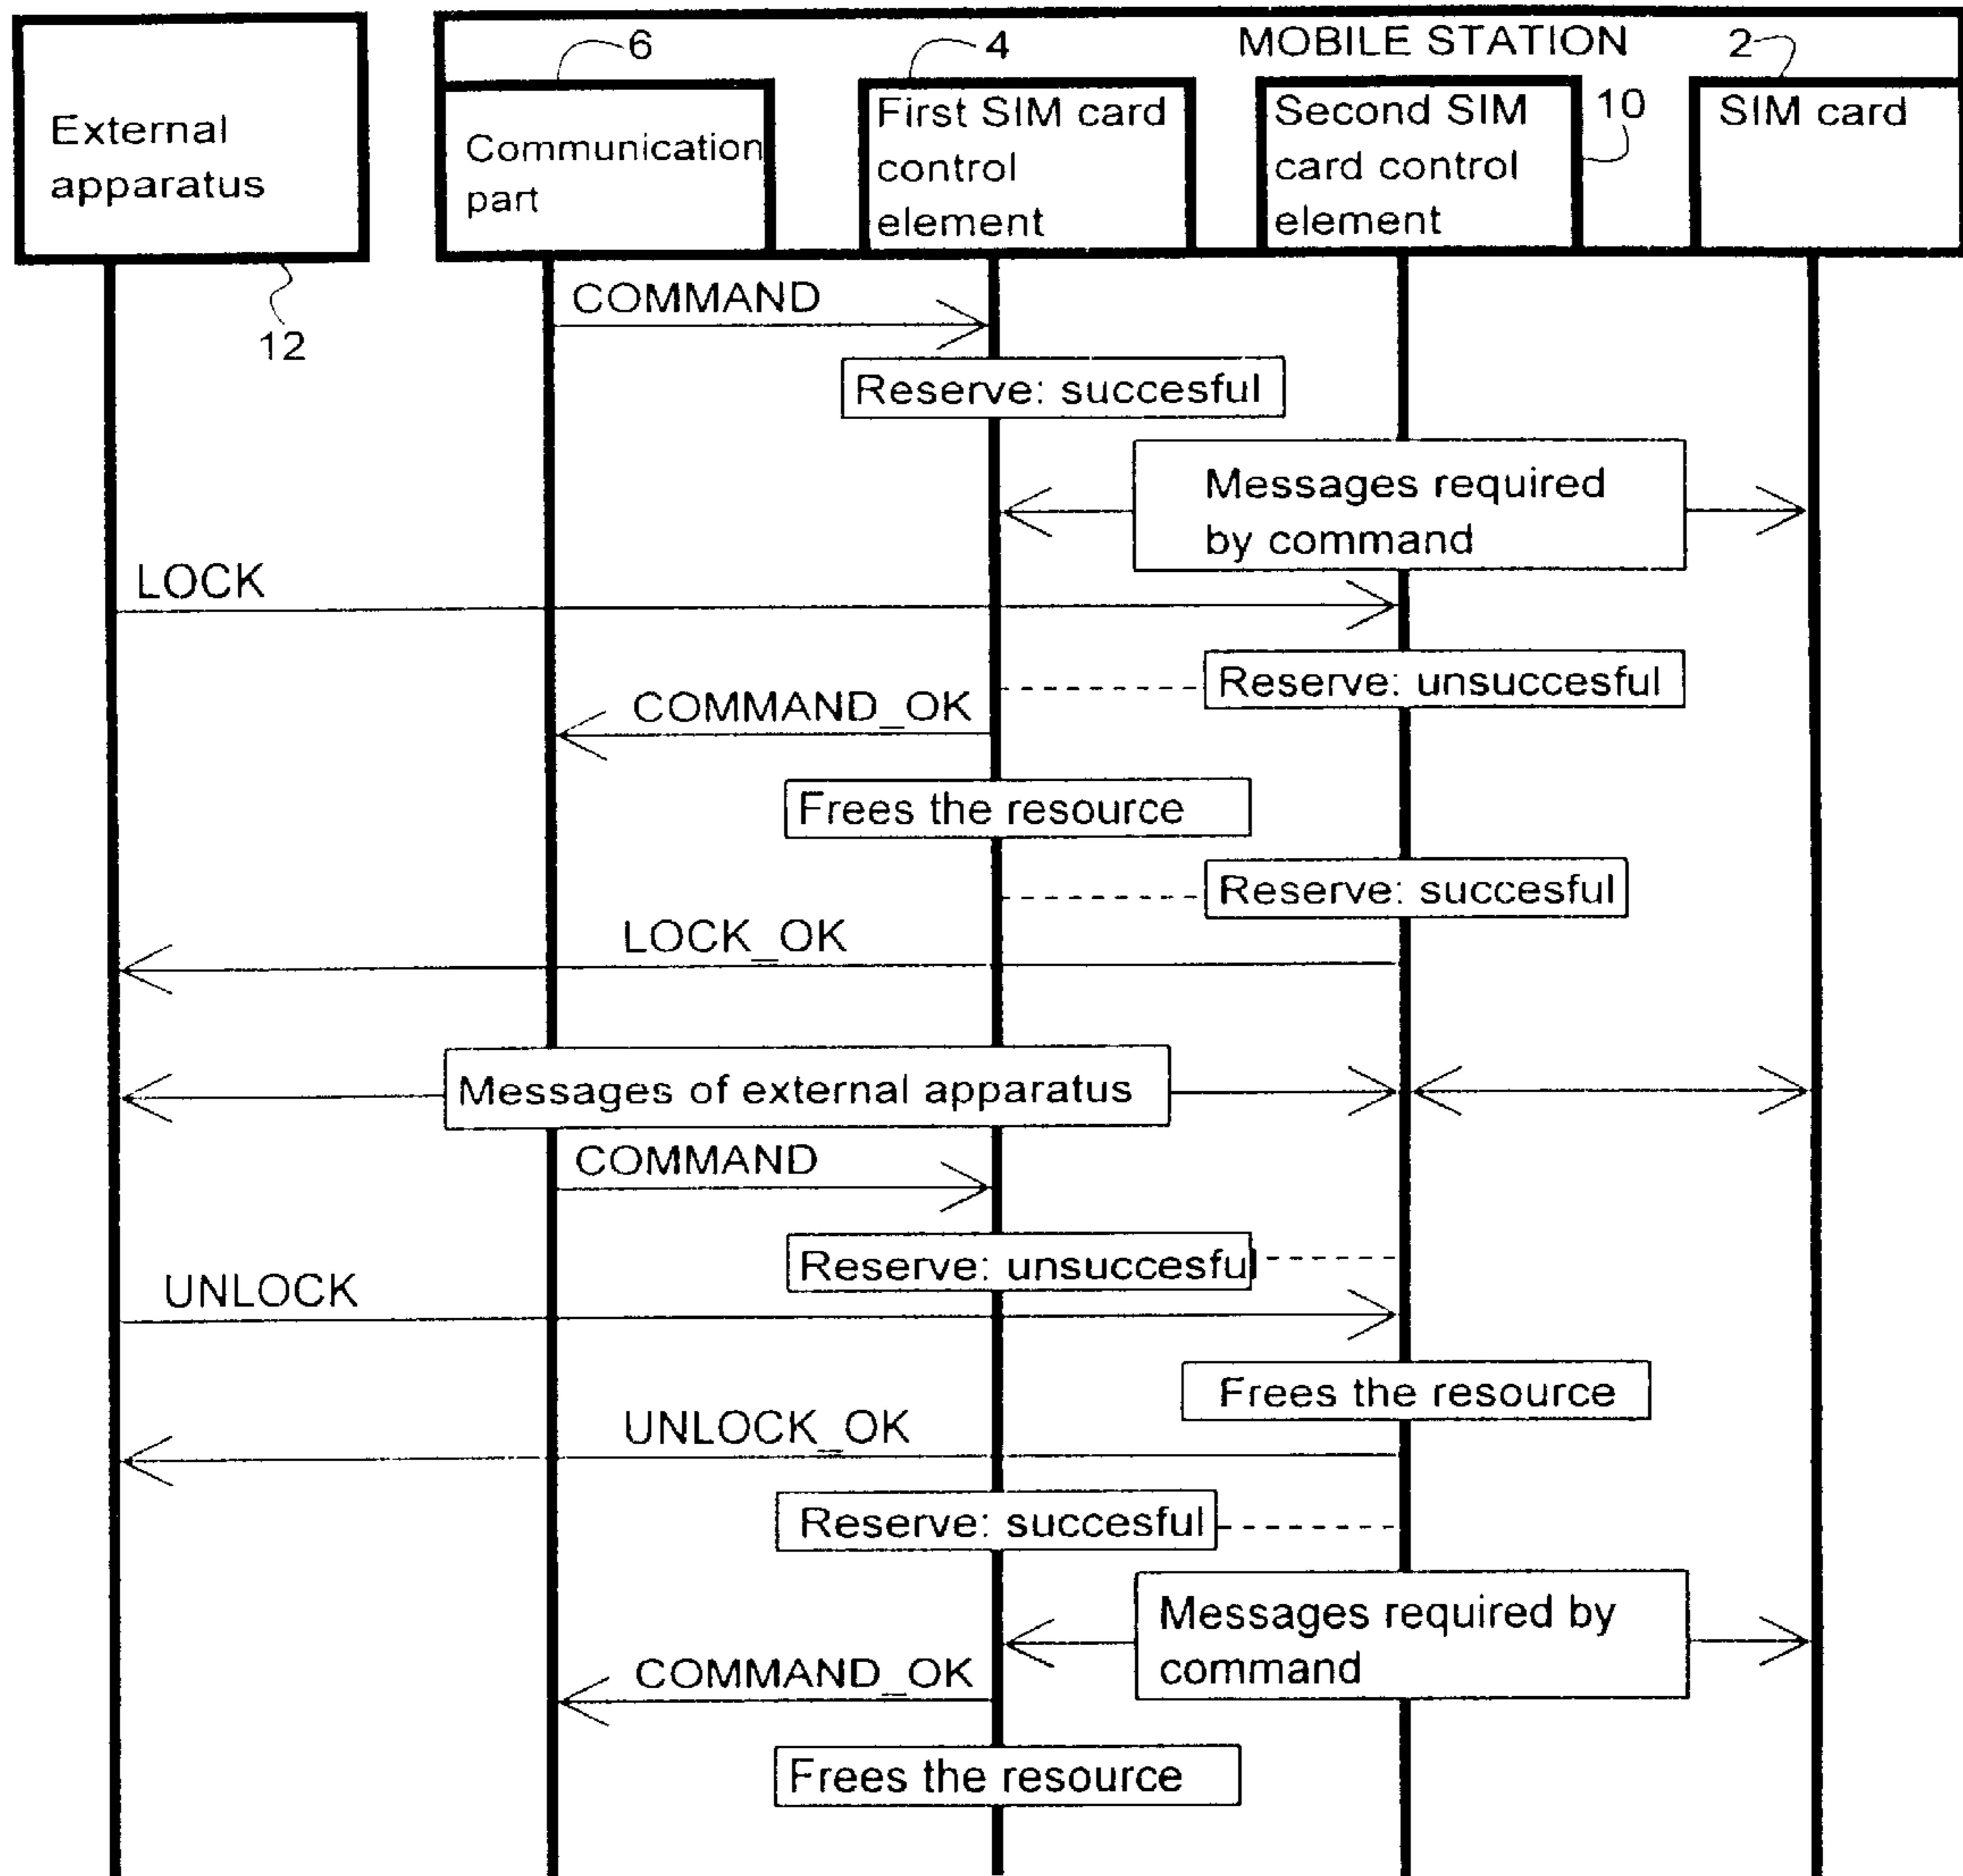 MOBILE STATION
6
4
2
10
External
apparatus
Communication
part
First SIM card
control
element
Second SIM
card control
element
SIM card
12
COMMAND
Reserve: succesful
Messages required
by command
LOCK
Reserve: unsuccesful
COMMAND_OK
Frees the resource
Reserve: succesful
LOCK_OK
Messages of external apparatus
COMMAND
Reserve: unsuccesful
UNLOCK
Frees the resource
UNLOCK_OK
Reserve: succesful
Messages required by
command
COMMAND_OK
Frees the resource